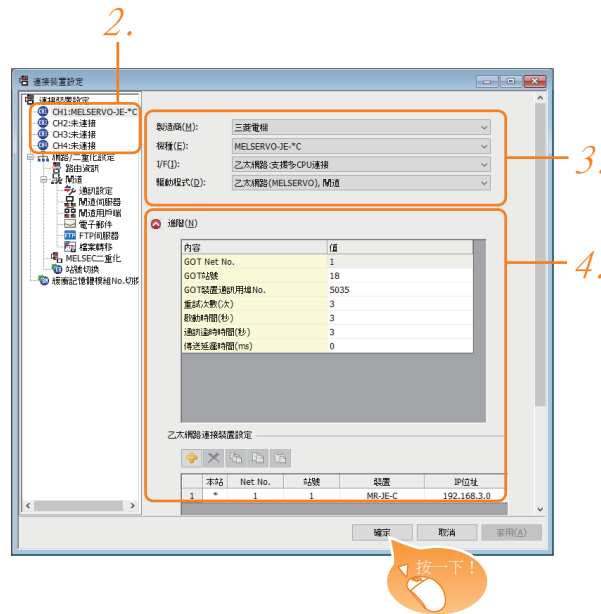 2.
連接裝置設定
連接裝置設定
CH1:MELSERVO-JE-*C
CH2:未連接
CH3:未連接
CH4:未連接
網路/二重化設定
路由資訊
閘道
通訊設定
閘道伺服器
閘道用戶端
電子郵件
FTP伺服器
檔案轉移
MELSEC二重化
站號切換
緩衝記憶體模組No.切換
製造商(M): 三菱電機
機種(E): MELSERVO-JE-*C
I/F(I): 乙太網路:支援多CPU連接
驅動程式(D): 乙太網路(MELSERVO), 閘道
3.
進階(N)
內容 值
GOT Net No. 1
GOT站號 18
GOT裝置通訊用埠No. 5035
重試次數(次) 3
啟動時間(秒) 3
通訊逾時時間(秒) 3
傳送延遲時間(ms) 0
4.
乙太網路連接裝置設定
本站 Net No. 站號 裝置 IP位址
1 * 1 1 MR-JE-C 192.168.3.0
確定 取消 套用(A)
按一下!